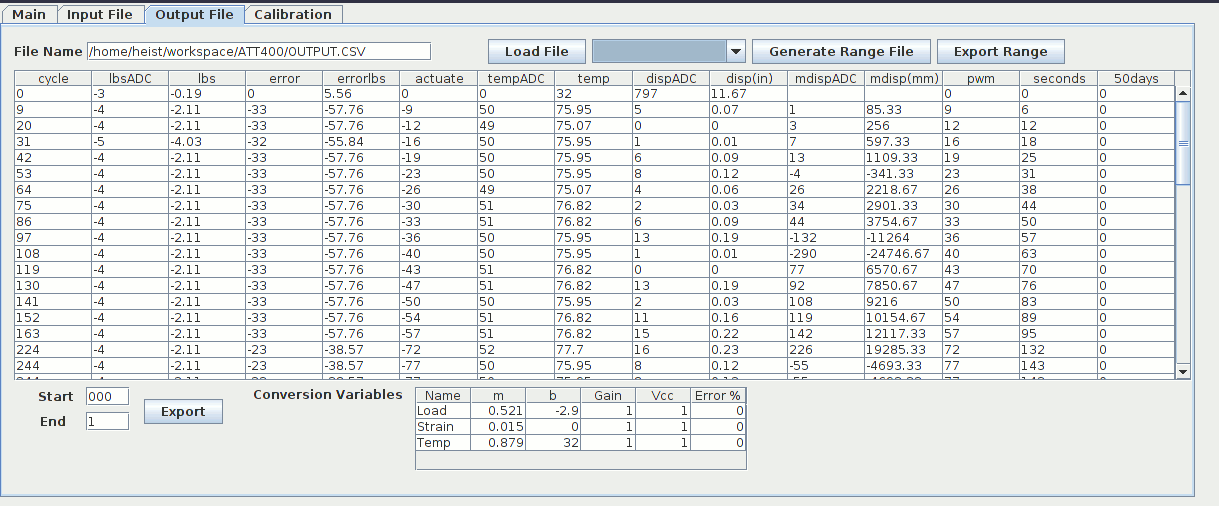 Main Input File Output File Calibration
File Name /home/heist/workspace/ATT400/OUTPUT.CSV Load File Generate Range File Export Range
cycle lbsADC lbs error errorlbs actuate tempADC temp dispADC disp(in) mdispADC mdisp(mm) pwm seconds 50days
0 -3 -0.19 0 5.56 0 0 32 797 11.67 0 0 0
9 -4 -2.11 -33 -57.76 -9 50 75.95 5 0.07 1 85.33 9 6 0
20 -4 -2.11 -33 -57.76 -12 49 75.07 0 0 3 256 12 12 0
31 -5 -4.03 -32 -55.84 -16 50 75.95 1 0.01 7 597.33 16 18 0
42 -4 -2.11 -33 -57.76 -19 50 75.95 6 0.09 13 1109.33 19 25 0
53 -4 -2.11 -33 -57.76 -23 50 75.95 8 0.12 -4 -341.33 23 31 0
64 -4 -2.11 -33 -57.76 -26 49 75.07 4 0.06 26 2218.67 26 38 0
75 -4 -2.11 -33 -57.76 -30 51 76.82 2 0.03 34 2901.33 30 44 0
86 -4 -2.11 -33 -57.76 -33 51 76.82 6 0.09 44 3754.67 33 50 0
97 -4 -2.11 -33 -57.76 -36 50 75.95 13 0.19 -132 -11264 36 57 0
108 -4 -2.11 -33 -57.76 -40 50 75.95 1 0.01 -290 -24746.67 40 63 0
119 -4 -2.11 -33 -57.76 -43 51 76.82 0 0 77 6570.67 43 70 0
130 -4 -2.11 -33 -57.76 -47 51 76.82 13 0.19 92 7850.67 47 76 0
141 -4 -2.11 -33 -57.76 -50 50 75.95 2 0.03 108 9216 50 83 0
152 -4 -2.11 -33 -57.76 -54 51 76.82 11 0.16 119 10154.67 54 89 0
163 -4 -2.11 -33 -57.76 -57 51 76.82 15 0.22 142 12117.33 57 95 0
224 -4 -2.11 -23 -38.57 -72 52 77.7 16 0.23 226 19285.33 72 132 0
244 -4 -2.11 -23 -38.57 -77 50 75.95 8 0.12 -55 -4693.33 77 143 0
Start 000
End 1
Export
Conversion Variables
Name m b Gain Vcc Error %
Load 0.521 -2.9 1 1 0
Strain 0.015 0 1 1 0
Temp 0.879 32 1 1 0